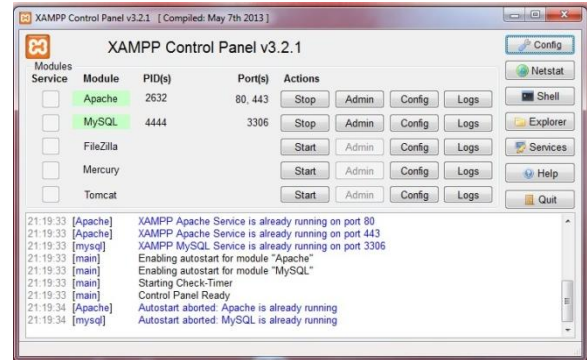 XAMPP Control Panel v3.2.1 [ Compiled: May 7th 2013 ]
XAMPP Control Panel v3.2.1
Config
Modules
Service Module PID(s) Port(s) Actions
Netstat
Apache 2632 80, 443 Stop Admin Config Logs
Shell
MySQL 4444 3306 Stop Admin Config Logs
Explorer
FileZilla Start Admin Config Logs
Services
Mercury Start Admin Config Logs
Help
Tomcat Start Admin Config Logs
Quit
21:19:33 [Apache] XAMPP Apache Service is already running on port 80
21:19:33 [Apache] XAMPP Apache Service is already running on port 443
21:19:33 [mysql] XAMPP MySQL Service is already running on port 3306
21:19:33 [main] Enabling autostart for module "Apache"
21:19:33 [main] Enabling autostart for module "MySQL"
21:19:33 [main] Starting Check-Timer
21:19:33 [main] Control Panel Ready
21:19:34 [Apache] Autostart aborted: Apache is already running
21:19:34 [mysql] Autostart aborted: MySQL is already running